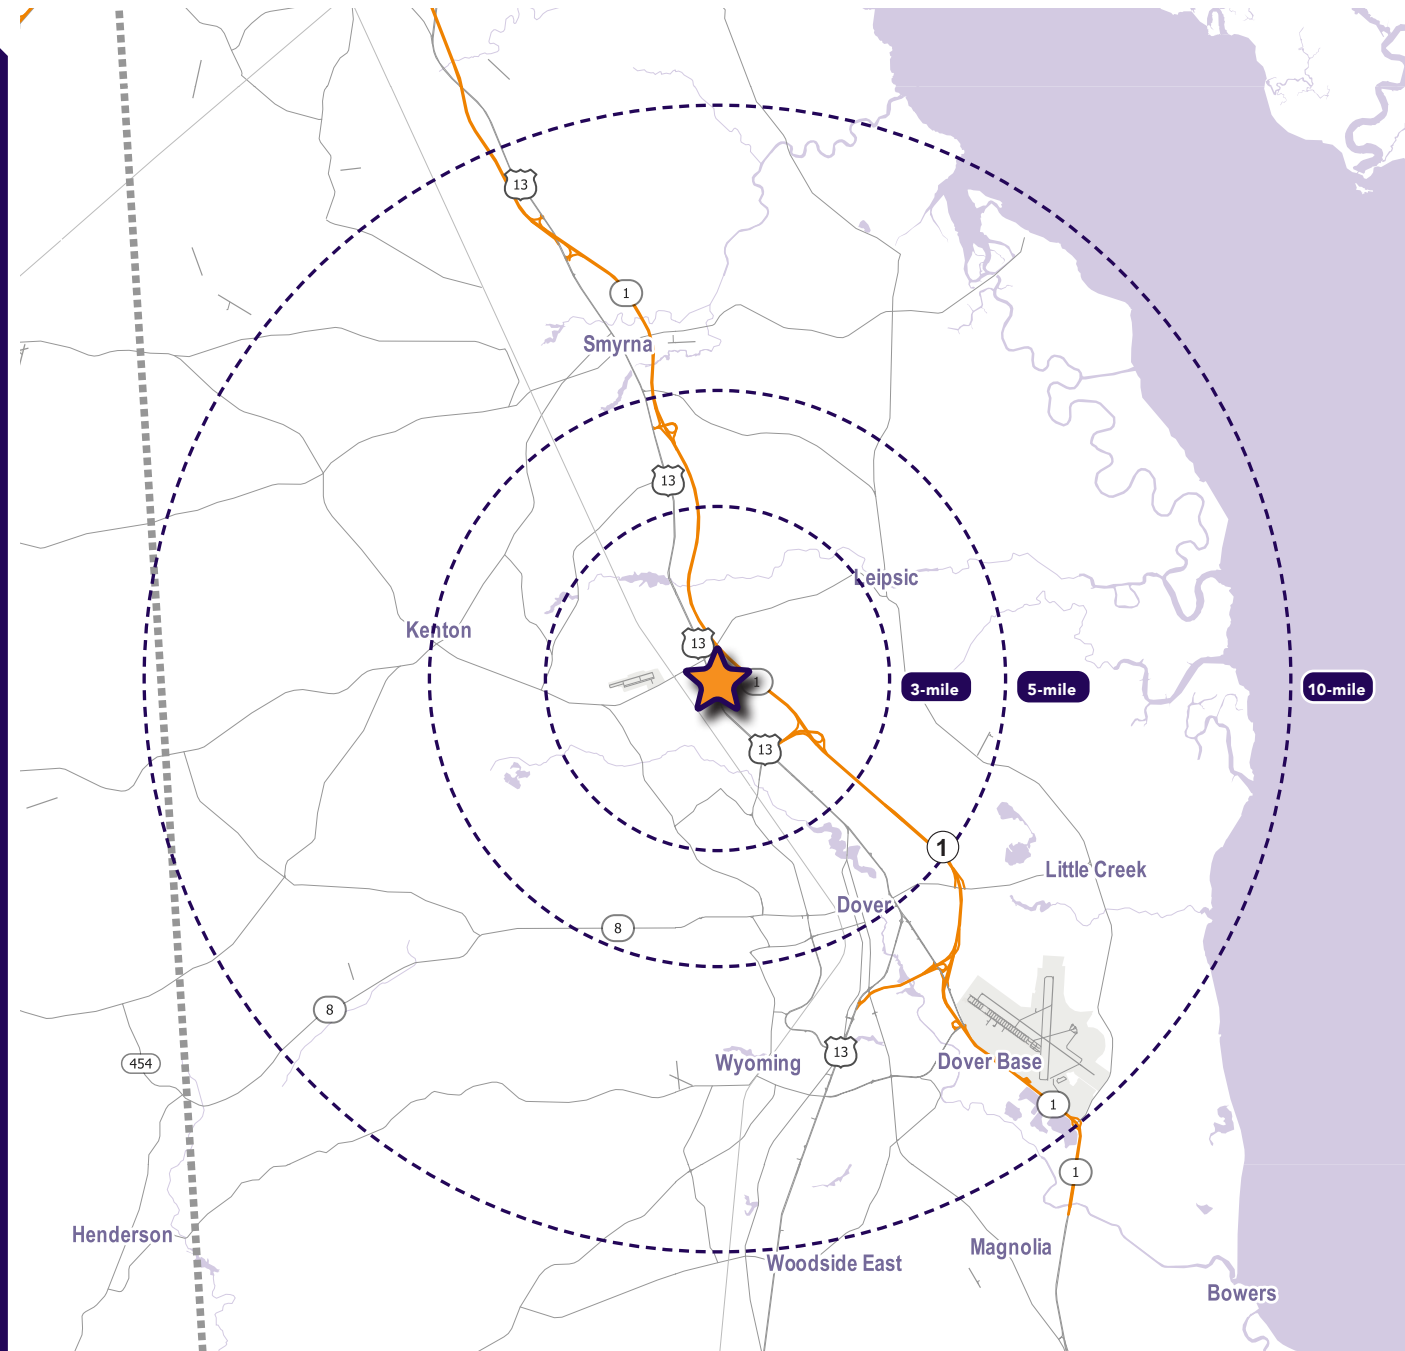 13
1
Smyrna
13
Leipsic
Kenton
13
1
3-mile
5-mile
10-mile
13
1
Little Creek
Dover
8
8
13
454
Wyoming
Dover Base
1
1
Henderson
Magnolia
Woodside East
Bowers